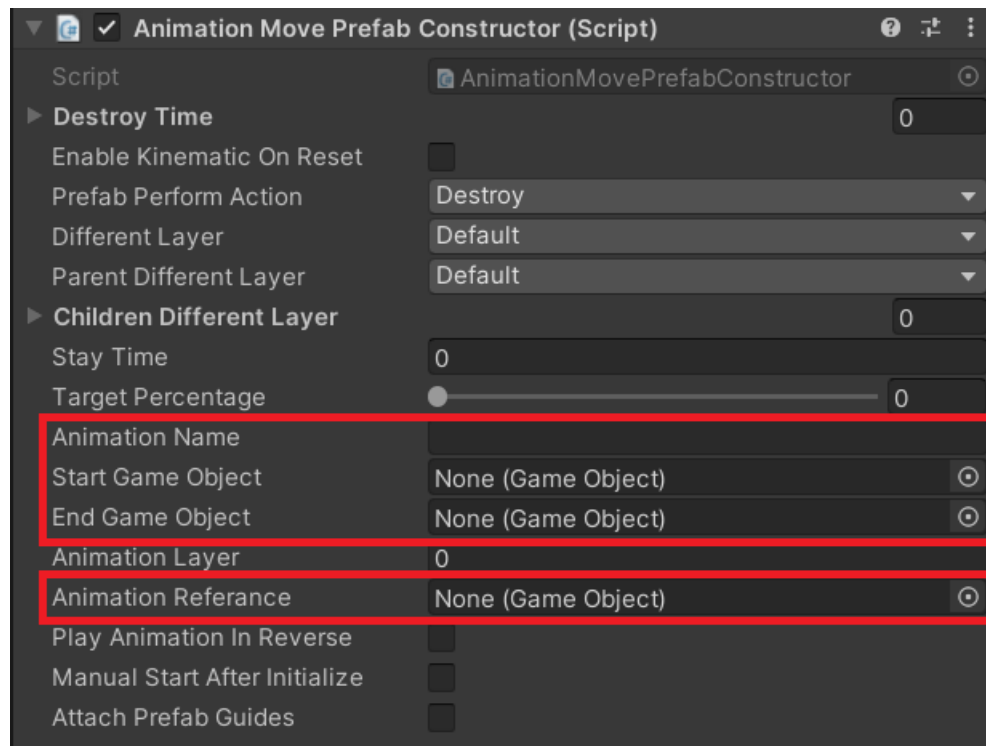 Animation Move Prefab Constructor (Script)
Script AnimationMovePrefabConstructor
Destroy Time 0
Enable Kinematic On Reset
Prefab Perform Action Destroy
Different Layer Default
Parent Different Layer Default
Children Different Layer 0
Stay Time 0
Target Percentage 0
Animation Name
Start Game Object None (Game Object)
End Game Object None (Game Object)
Animation Layer 0
Animation Referance None (Game Object)
Play Animation In Reverse
Manual Start After Initialize
Attach Prefab Guides